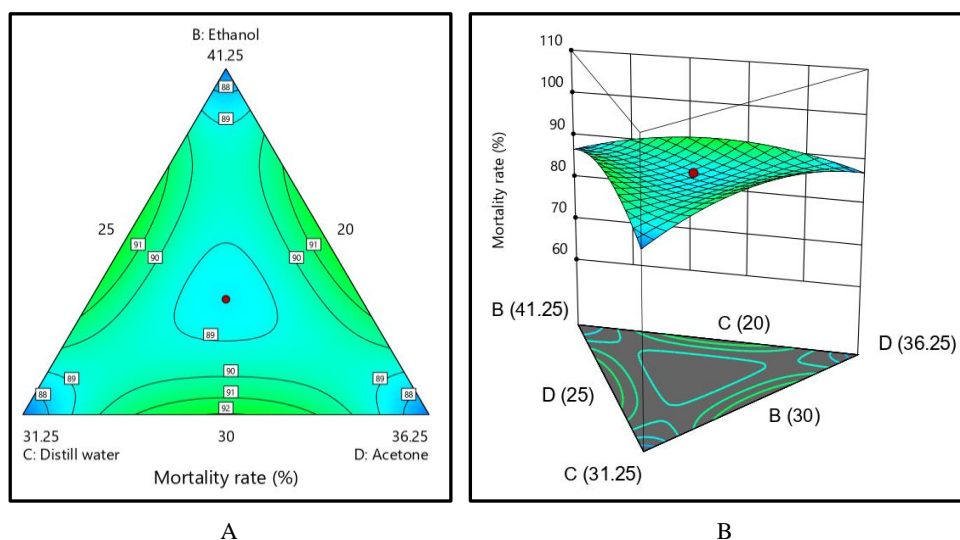 B: Ethanol
41.25
88
89
25
20
91
90
91
90
89
90
91
92
89
88
89
88
31.25
30
36.25
C: Distill water
D: Acetone
Mortality rate (%)
A
110
100
90
80
70
60
Mortality rate (%)
B (41.25)
C (20)
D (36.25)
D (25)
B (30)
C (31.25)
B